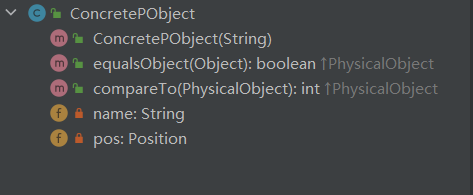 ConcretePObject
ConcretePObject(String)
equalsObject(Object): boolean ↑PhysicalObject
compareTo(PhysicalObject): int ↑PhysicalObject
name: String
pos: Position